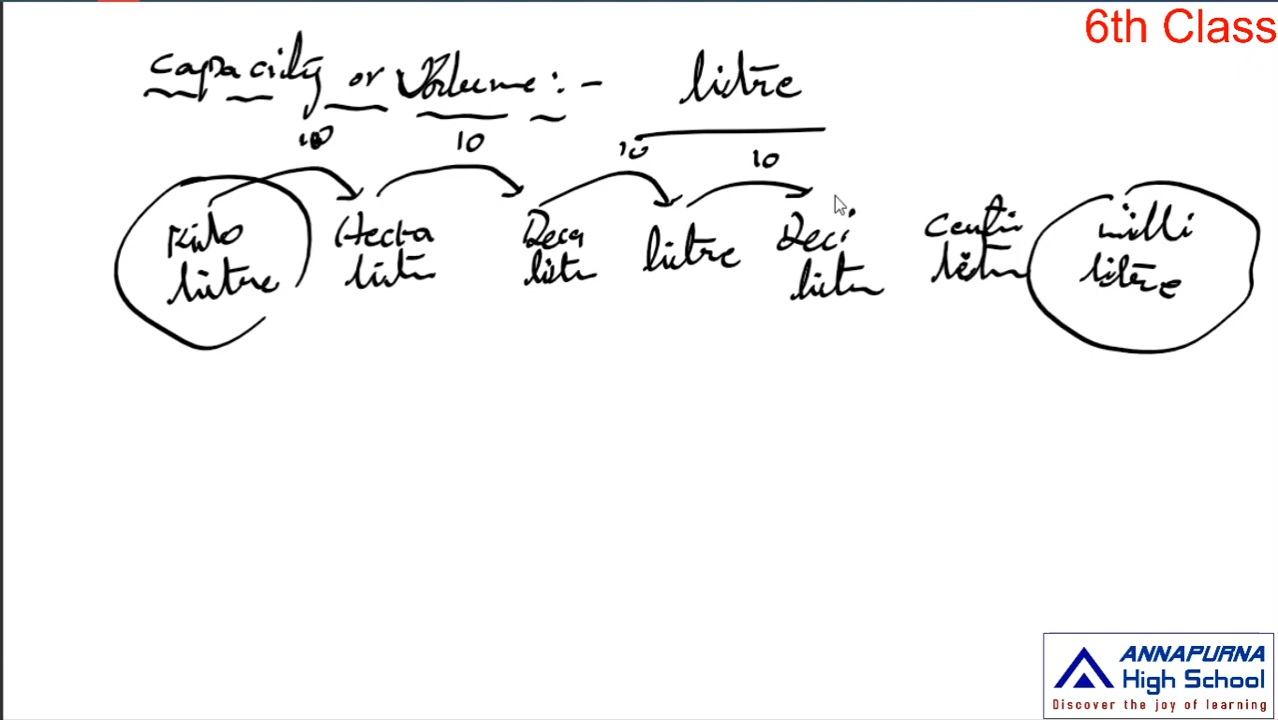 6th Class
Capacity or Volume :- litre
10 10 10 10
Kilo Hecta Deca litre Deci Centi milli
litre litre litre litre litre litre
ANNAPURNA
High School
Discover the joy of learning